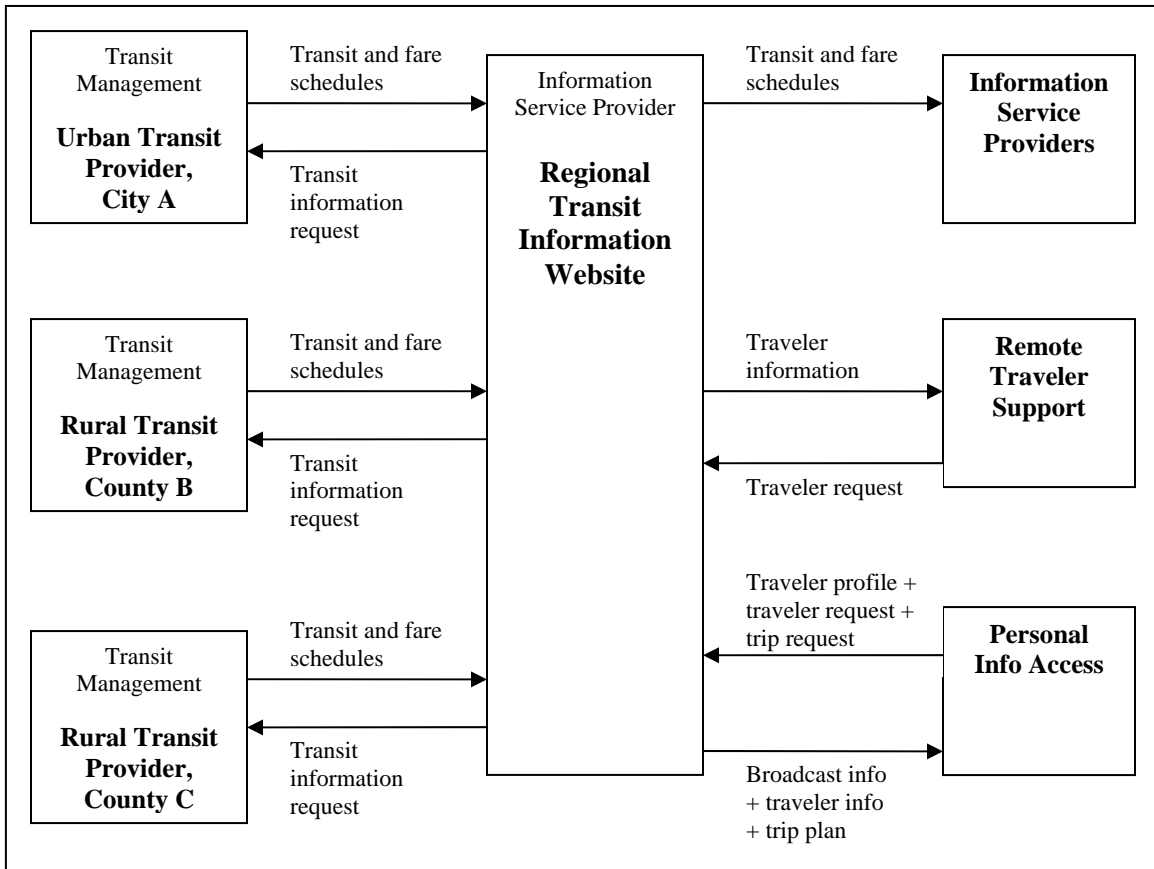 Transit
Management
Urban Transit
Provider,
City A
Transit and fare
schedules
Transit
information
request
Information
Service Provider
Regional
Transit
Information
Website
Transit and fare
schedules
Information
Service
Providers
Transit
Management
Rural Transit
Provider,
County B
Transit and fare
schedules
Transit
information
request
Traveler
information
Traveler request
Remote
Traveler
Support
Transit
Management
Rural Transit
Provider,
County C
Transit and fare
schedules
Transit
information
request
Traveler profile +
traveler request +
trip request
Broadcast info
+ traveler info
+ trip plan
Personal
Info Access